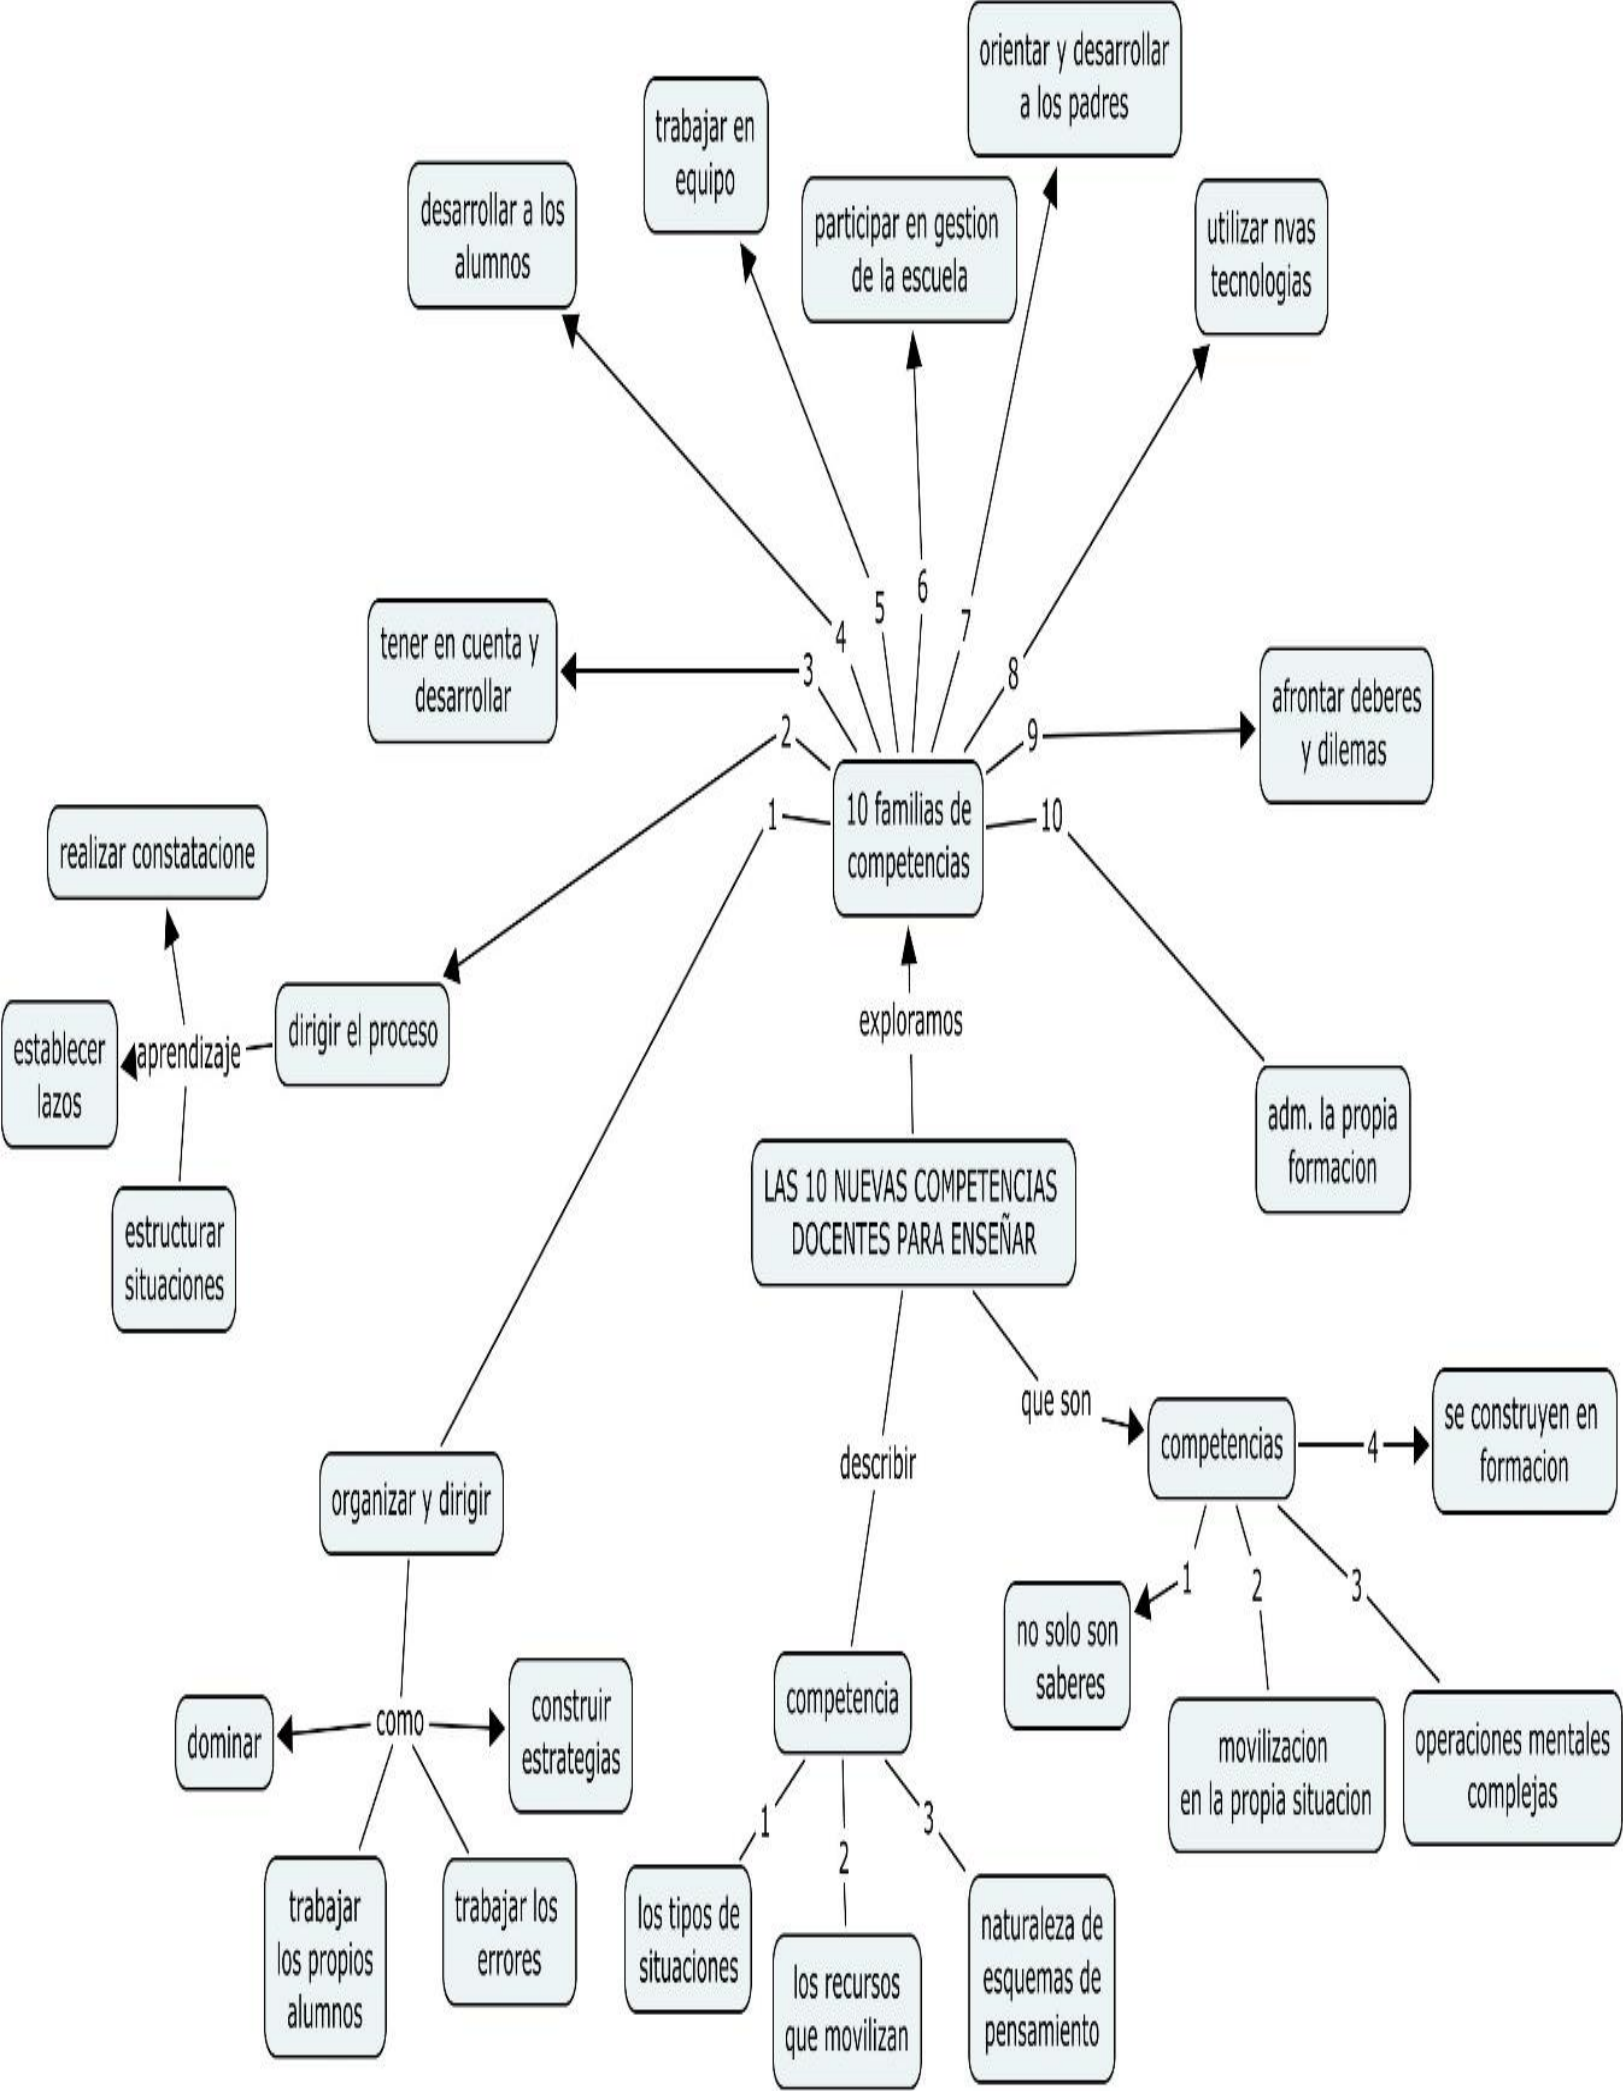 orientar y desarrollar
a los padres
trabajar en
equipo
desarrollar a los
alumnos
participar en gestion
de la escuela
utilizar nvas
tecnologias
6
5
7
4
3
8
tener en cuenta y
desarrollar
2
9
afrontar deberes
y dilemas
1
10 familias de
competencias
10
realizar constatacione
exploramos
dirigir el proceso
aprendizaje
establecer
lazos
adm. la propia
formacion
LAS 10 NUEVAS COMPETENCIAS
DOCENTES PARA ENSEÑAR
estructurar
situaciones
que son
competencias
4
se construyen en
formacion
describir
organizar y dirigir
1
2
3
no solo son
saberes
movilizacion
en la propia situacion
operaciones mentales
complejas
competencia
como
dominar
construir
estrategias
1
2
3
trabajar
los propios
alumnos
trabajar los
errores
los tipos de
situaciones
los recursos
que movilizan
naturaleza de
esquemas de
pensamiento